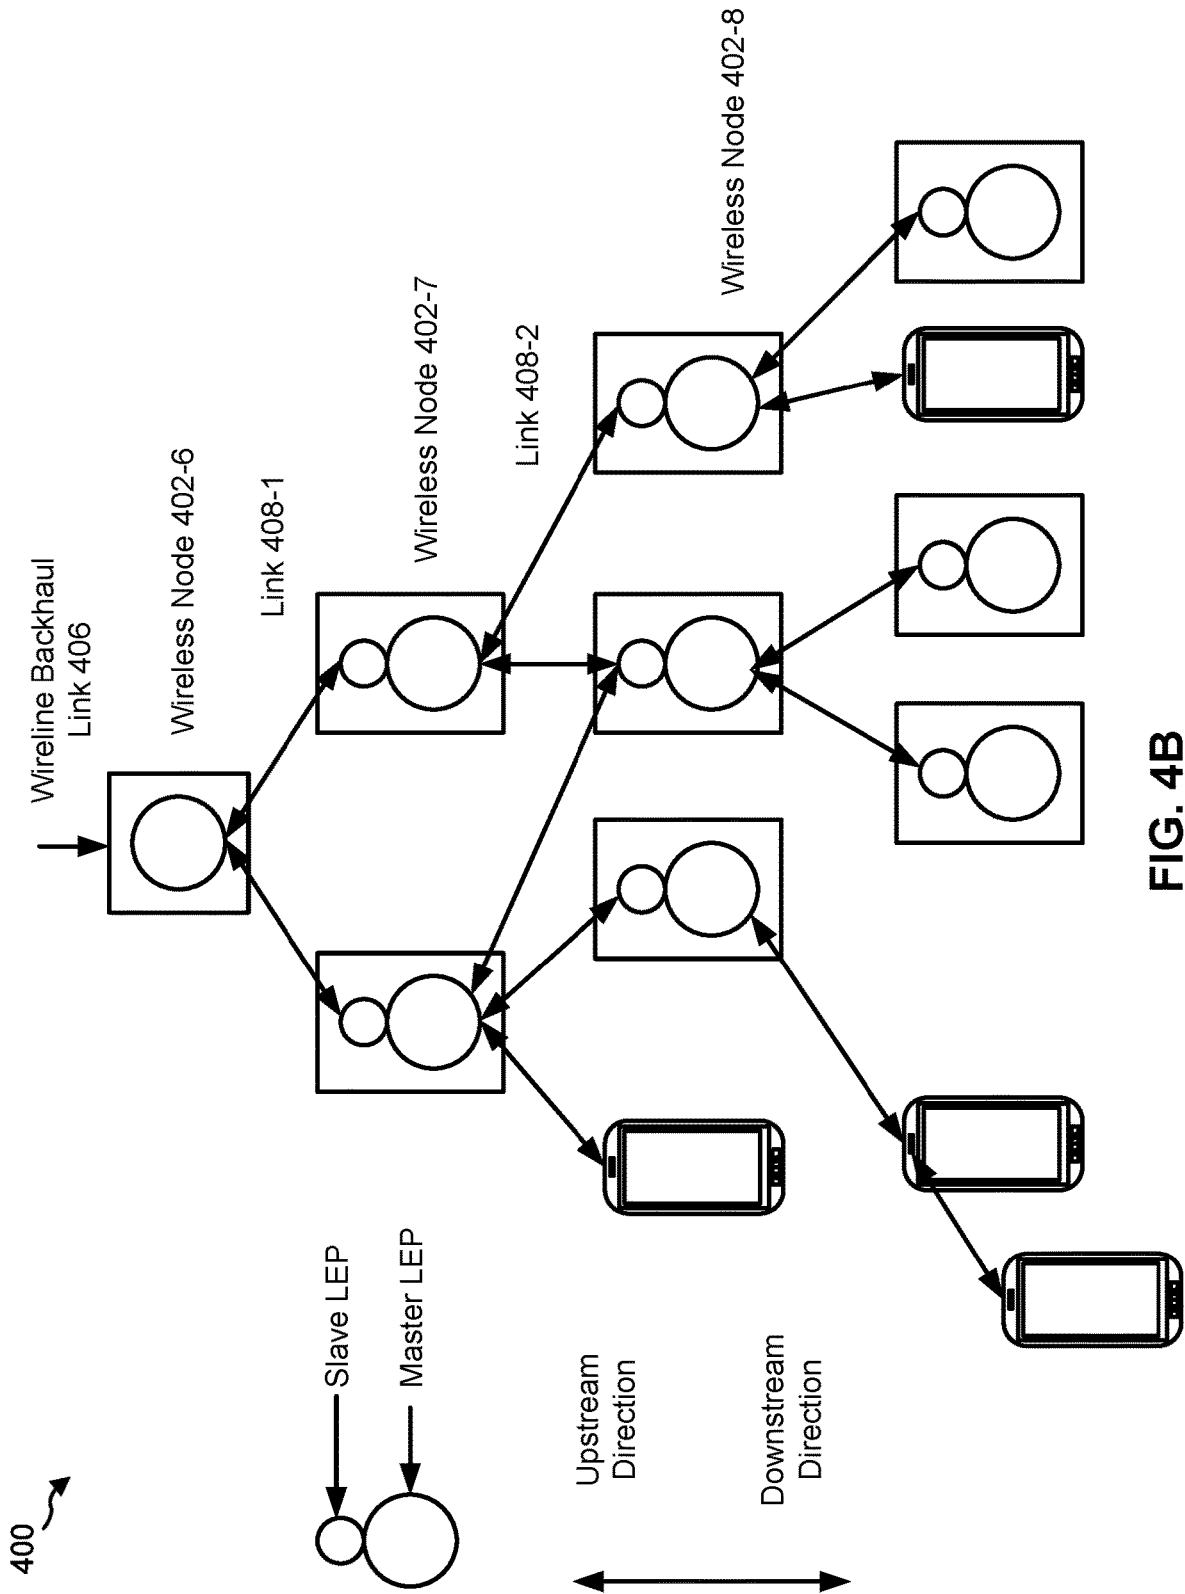 400
Slave LEP
Master LEP
Upstream
Direction
Downstream
Direction
Wireline Backhaul
Link 406
Wireless Node 402-6
Link 408-1
Wireless Node 402-7
Link 408-2
Wireless Node 402-8
FIG. 4B